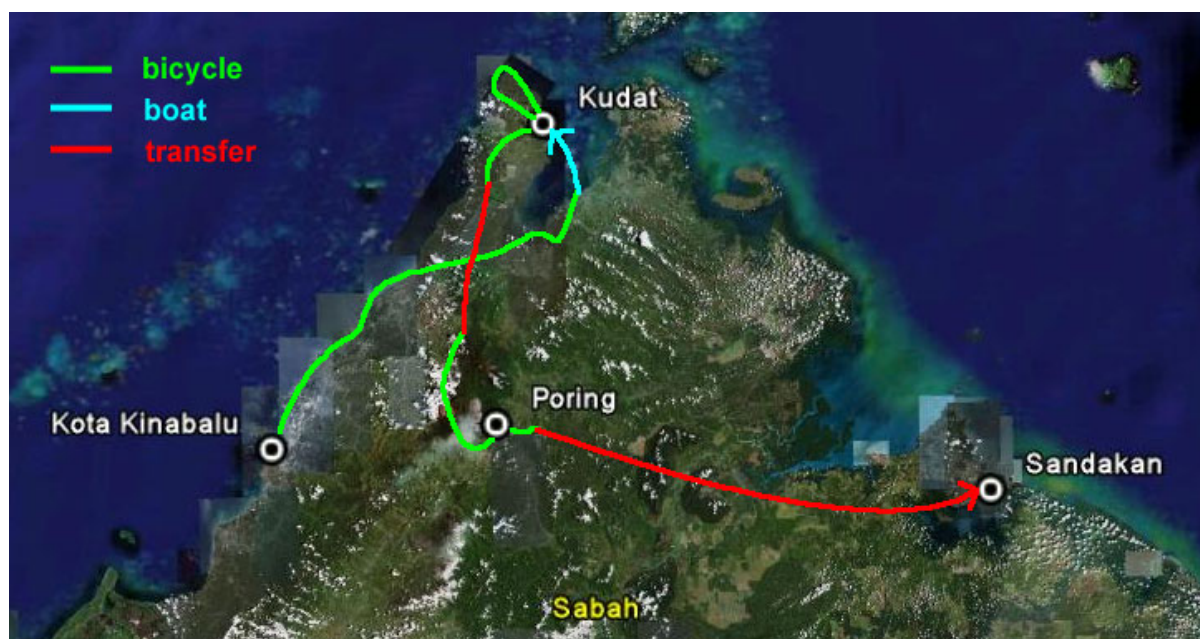 bicycle
boat
transfer
Kudat
Poring
Kota Kinabalu
Sandakan
Sabah